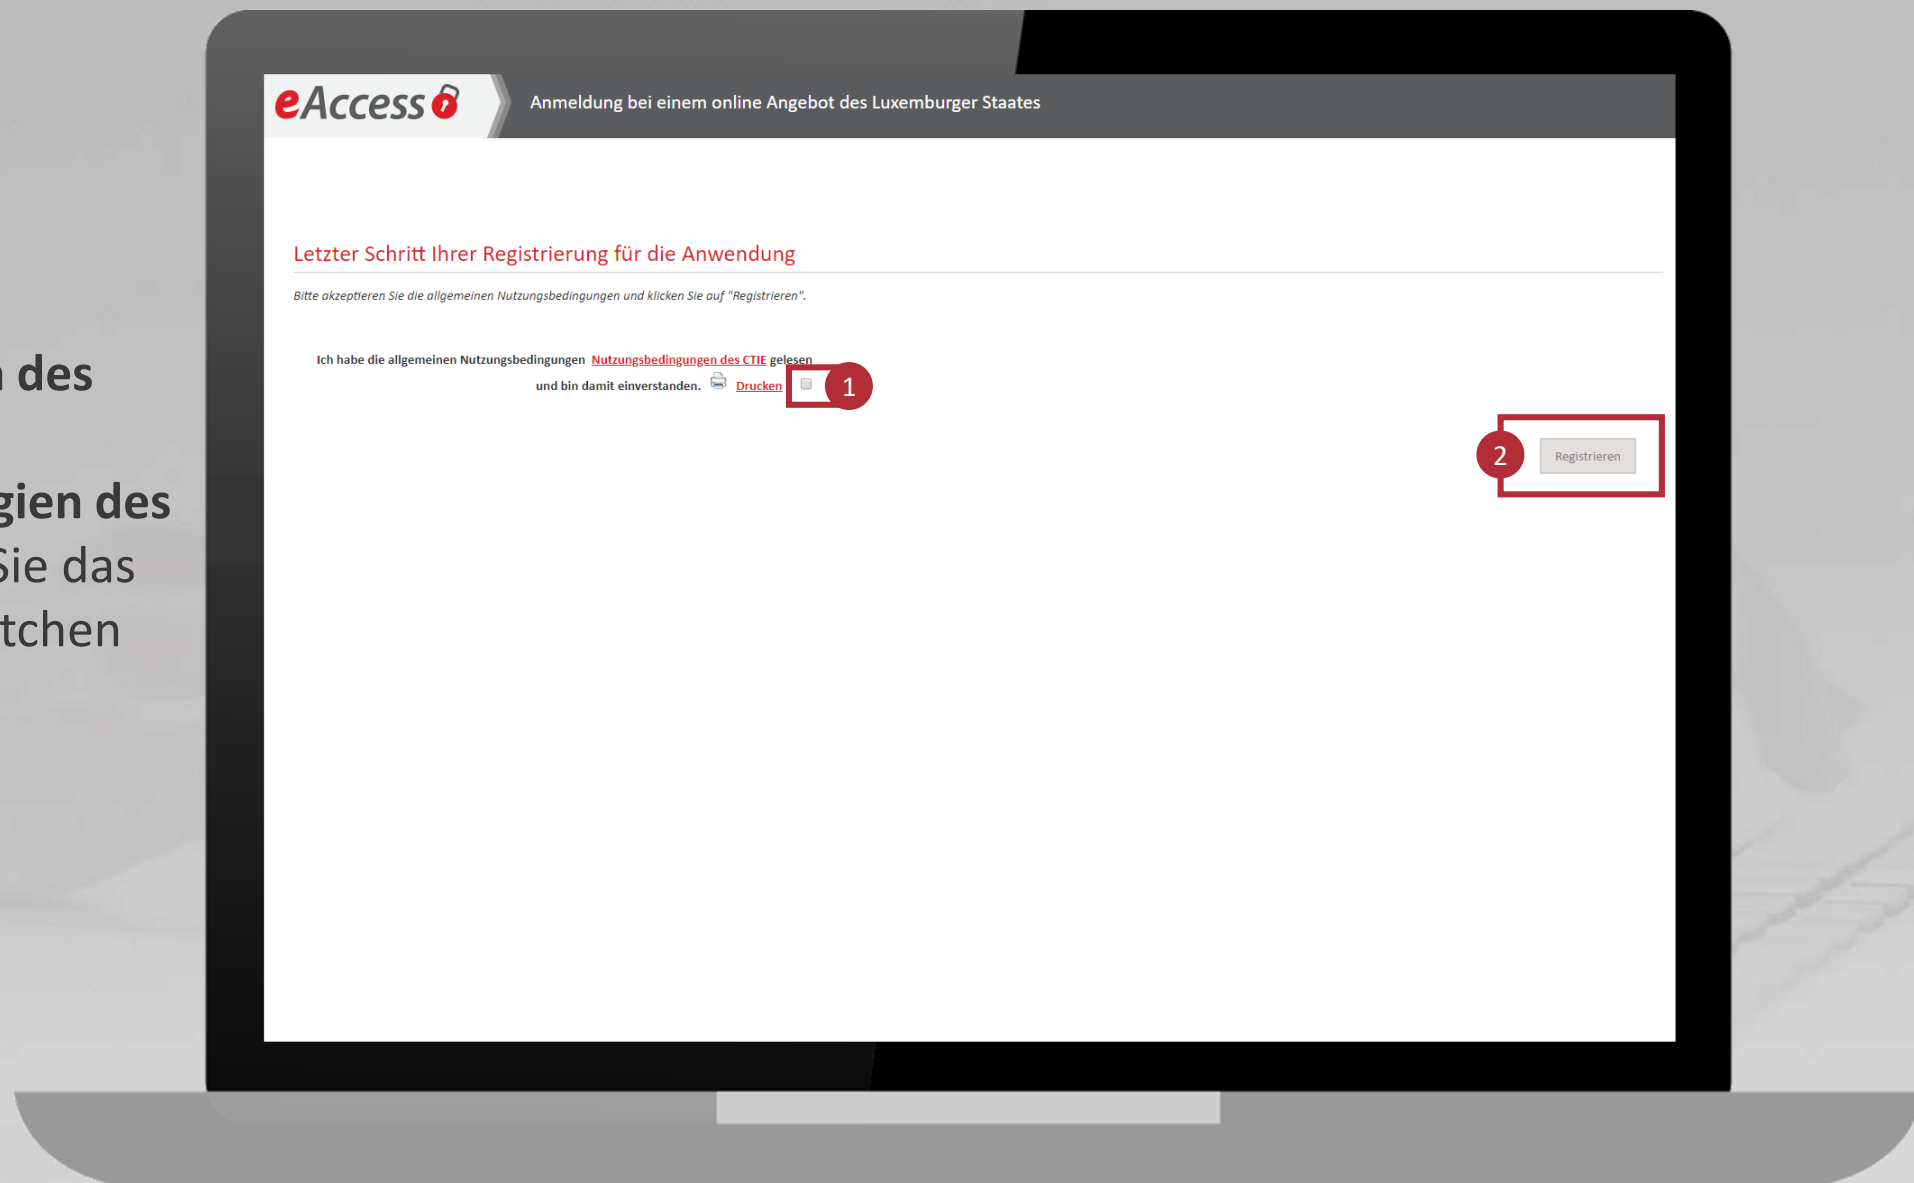 des
gien des
Sie das
tchen
eAccess
Anmeldung bei einem online Angebot des Luxemburger Staates
Letzter Schritt Ihrer Registrierung für die Anwendung
Bitte akzeptieren Sie die allgemeinen Nutzungsbedingungen und klicken Sie auf "Registrieren".
Ich habe die allgemeinen Nutzungsbedingungen Nutzungsbedingungen des CTIE gelesen
und bin damit einverstanden. Drucken
1
2
Registrieren